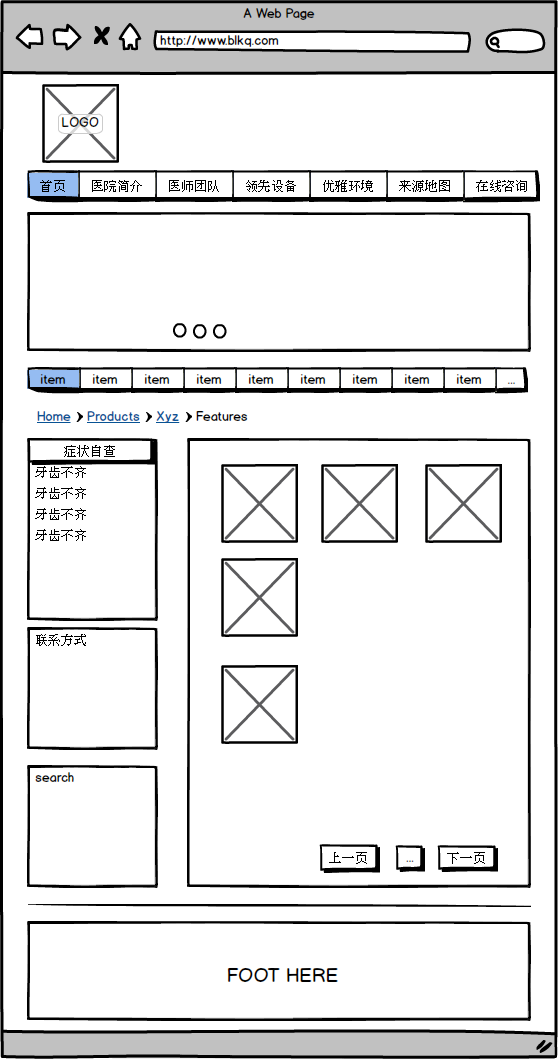 A Web Page
http://www.blkq.com
LOGO
首页 医院简介 医师团队 领先设备 优雅环境 来源地图 在线咨询
item item item item item item item item item ...
Home Products Xyz Features
症状自查
牙齿不齐
牙齿不齐
牙齿不齐
牙齿不齐
联系方式
search
上一页 ... 下一页
FOOT HERE